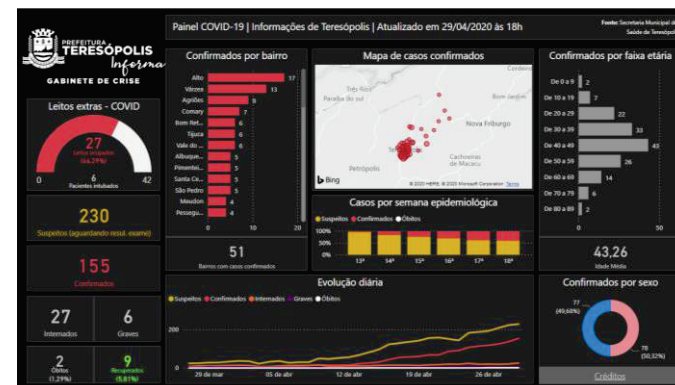 PREFEITURA
TERESÓPOLIS
Informa
GABINETE DE CRISE
Painel COVID-19 | Informações de Teresópolis | Atualizado em 29/04/2020 às 18h
Fonte: Secretaria Municipal de
Saúde de Teresópol
Leitos extras - COVID
27
Leitos ocupados
(64,29%)
0
6
42
Pacientes intubados
230
Suspeitos (aguardando resul. exame)
155
Confirmados
27
Internados
6
Graves
2
Óbitos
(1,29%)
9
Recuperados
(5,81%)
Confirmados por bairro
Alto 17
Várzea 13
Agriões 9
Comary 7
Bom Ret... 6
Tijuca 6
Vale do ... 6
Albuque... 5
Pimentei... 5
Santa Ce... 5
São Pedro 5
Meudon 4
Pessegu... 4
0 10 20
51
Bairros com casos confirmados
Mapa de casos confirmados
Cordeiro
Três Rios
Paraíba do sul
Bom Jardim
Nova Friburgo
Cachoeiras
de Macacu
Petrópolis
Bing
© 2020 HERE, © 2020 Microsoft Corporation Terms
Casos por semana epidemiológica
Suspeitos Confirmados Óbitos
100%
50%
0%
13ª 14ª 15ª 16ª 17ª 18ª
Confirmados por faixa etária
De 0 a 9 2
De 10 a 19 7
De 20 a 29 22
De 30 a 39 33
De 40 a 49 43
De 50 a 59 26
De 60 a 69 14
De 70 a 79 6
De 80 a 89 2
0 50
43,26
Idade Média
Evolução diária
Suspeitos Confirmados Internados Graves Óbitos
200
0
29 de mar 05 de abr 12 de abr 19 de abr 26 de abr
Confirmados por sexo
77
(49,68%)
78
(50,32%)
Créditos